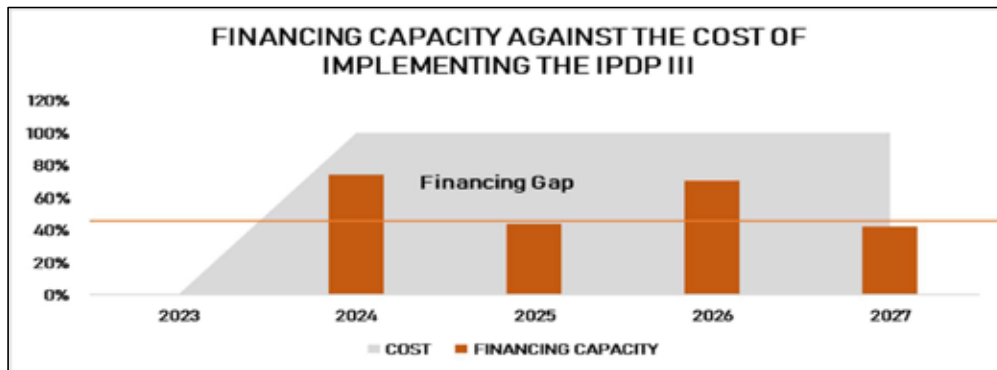 FINANCING CAPACITY AGAINST THE COST OF
IMPLEMENTING THE IPDP III
120%
100%
80%
60%
40%
20%
0%
Financing Gap
2023 2024 2025 2026 2027
COST FINANCING CAPACITY